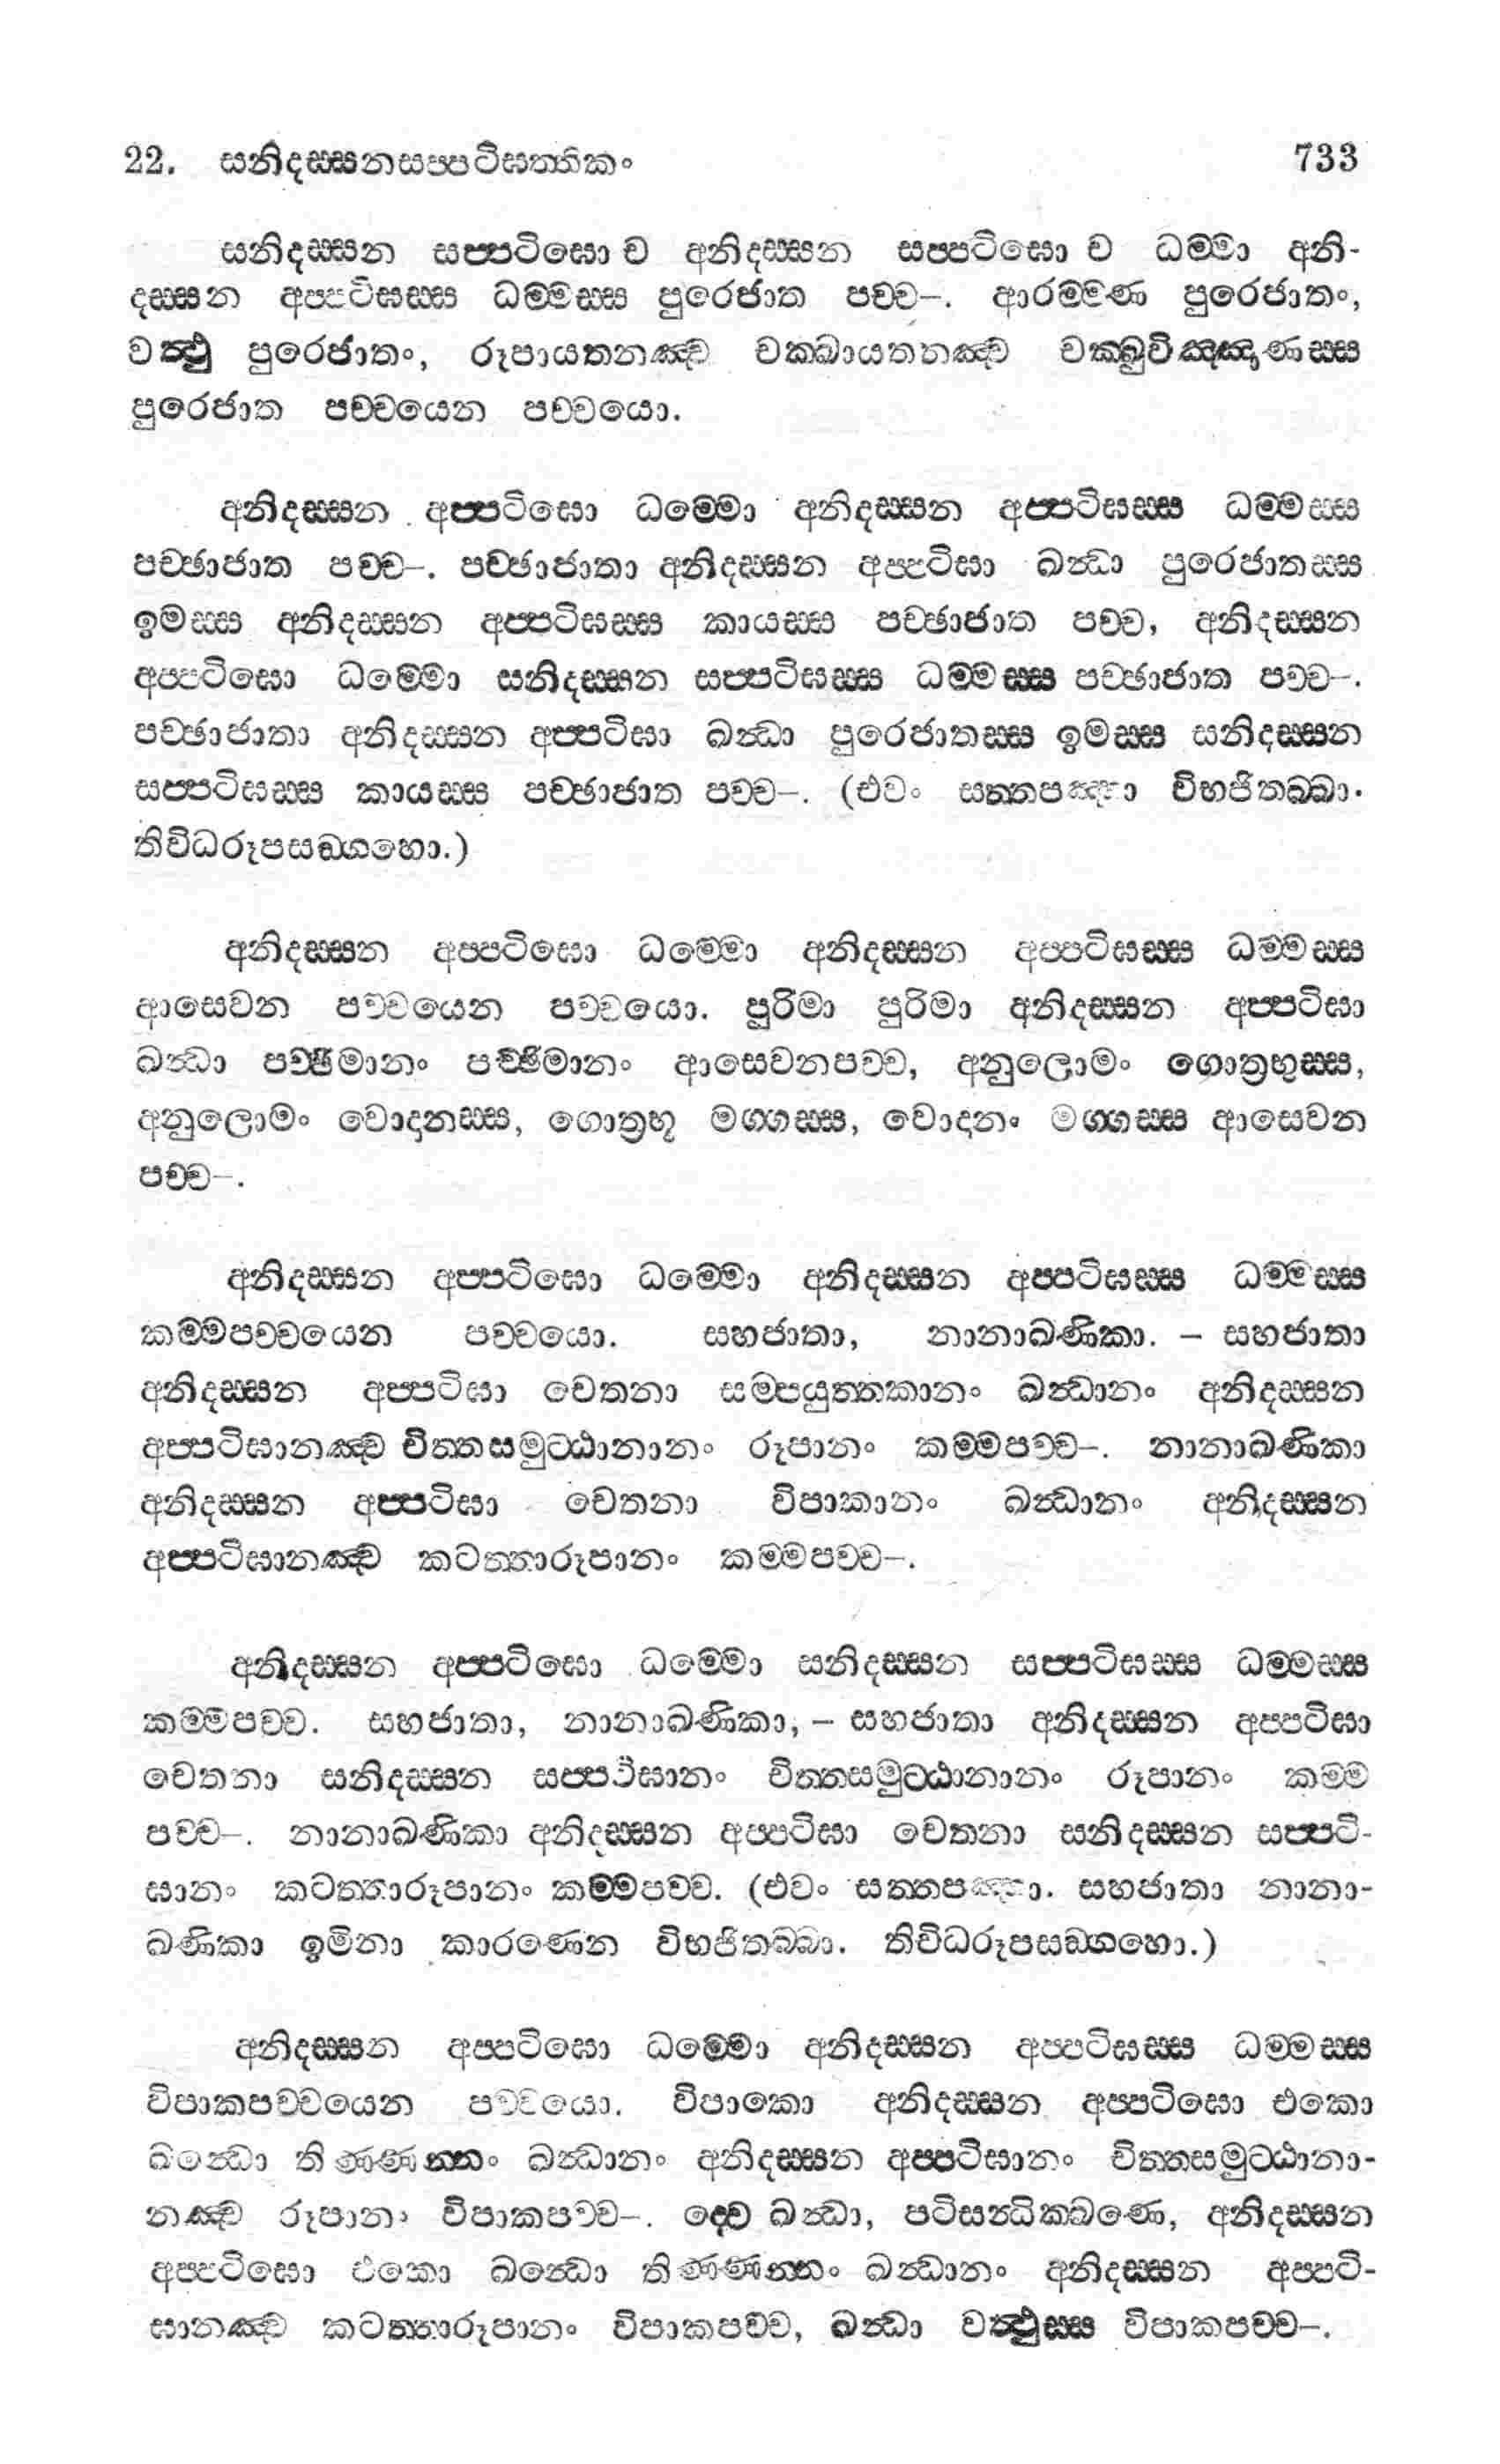 22. සනිදස්සනසප්පටිඝත්තිකං 733
සනිදස්සන සප්පටිඝො ච අනිදස්සන සප්පටිඝො ච ධම්මා අනි-
දස්සන අප්පටිඝස්ස ධම්මස්ස පුරෙජාත පච්ච–. ආරම්මණ පුරෙජාතං,
වත්ථු පුරෙජාතං, රූපායතනඤ්ච චක්ඛායතනඤ්ච චක්ඛුවිඤ්ඤණස්ස
පුරෙජාත පච්චයෙන පච්චයො.
අනිදස්සන අප්පටිඝො ධම්මො අනිදස්සන අප්පටිඝස්ස ධම්මස්ස
පච්ඡාජාත පච්ච–. පච්ඡාජාතා අනිදස්සන අප්පටිඝා ඛන්ධා පුරෙජාතස්ස
ඉමස්ස අනිදස්සන අප්පටිඝස්ස කායස්ස පච්ඡාජාත පච්ච, අනිදස්සන
අප්පටිඝො ධම්මො සනිදස්සන සප්පටිඝස්ස ධම්මස්ස පච්ඡාජාත පච්ච–.
පච්ඡාජාතා අනිදස්සන අප්පටිඝා ඛන්ධා පුරෙජාතස්ස ඉමස්ස සනිදස්සන
සප්පටිඝස්ස කායස්ස පච්ඡාජාත පච්ච–. (එවං සත්තපඤ්හා විභජිතබ්බා.
තිවිධරූපසඞ්ගහො.)
අනිදස්සන අප්පටිඝො ධම්මො අනිදස්සන අප්පටිඝස්ස ධම්මස්ස
ආසෙවන පච්චයෙන පච්චයො. පුරිමා පුරිමා අනිදස්සන අප්පටිඝා
ඛන්ධා පච්ඡිමානං පච්ඡිමානං ආසෙවනපච්ච, අනුලොමං ගොත්‍රභුස්ස,
අනුලොමං වොදානස්ස, ගොත්‍රභූ මග්ගස්ස, වොදානං මග්ගස්ස ආසෙවන
පච්ච–.
අනිදස්සන අප්පටිඝො ධම්මො අනිදස්සන අප්පටිඝස්ස ධම්මස්ස
කම්මපච්චයෙන පච්චයො. සහජාතා, නානාඛණිකා. – සහජාතා
අනිදස්සන අප්පටිඝා චෙතනා සම්පයුත්තකානං ඛන්ධානං අනිදස්සන
අප්පටිඝානඤ්ච චිත්තසමුට්ඨානානං රූපානං කම්මපච්ච–. නානාඛණිකා
අනිදස්සන අප්පටිඝා චෙතනා විපාකානං ඛන්ධානං අනිදස්සන
අප්පටිඝානඤ්ච කටත්තාරූපානං කම්මපච්ච–.
අනිදස්සන අප්පටිඝො ධම්මො සනිදස්සන සප්පටිඝස්ස ධම්මස්ස
කම්මපච්ච. සහජාතා, නානාඛණිකා, – සහජාතා අනිදස්සන අප්පටිඝා
චෙතනා සනිදස්සන සප්පටිඝානං චිත්තසමුට්ඨානානං රූපානං කම්ම
පච්ච–. නානාඛණිකා අනිදස්සන අප්පටිඝා චෙතනා සනිදස්සන සප්පටි-
ඝානං කටත්තාරූපානං කම්මපච්ච. (එවං සත්තපඤ්හා. සහජාතා නානා-
ඛණිකා ඉමිනා කාරණෙන විභජිතබ්බා. තිවිධරූපසඞ්ගහො.)
අනිදස්සන අප්පටිඝො ධම්මො අනිදස්සන අප්පටිඝස්ස ධම්මස්ස
විපාකපච්චයෙන පච්චයො. විපාකො අනිදස්සන අප්පටිඝො එකො
ඛන්ධො තිණ්ණන්නං ඛන්ධානං අනිදස්සන අප්පටිඝානං චිත්තසමුට්ඨානා-
නඤ්ච රූපානං විපාකපච්ච–. ද්වෙ ඛන්ධා, පටිසන්ධික්ඛණෙ, අනිදස්සන
අප්පටිඝො එකො ඛන්ධො තිණ්ණන්නං ඛන්ධානං අනිදස්සන අප්පටි-
ඝානඤ්ච කටත්තාරූපානං විපාකපච්ච, ඛන්ධා වත්ථුස්ස විපාකපච්ච–.